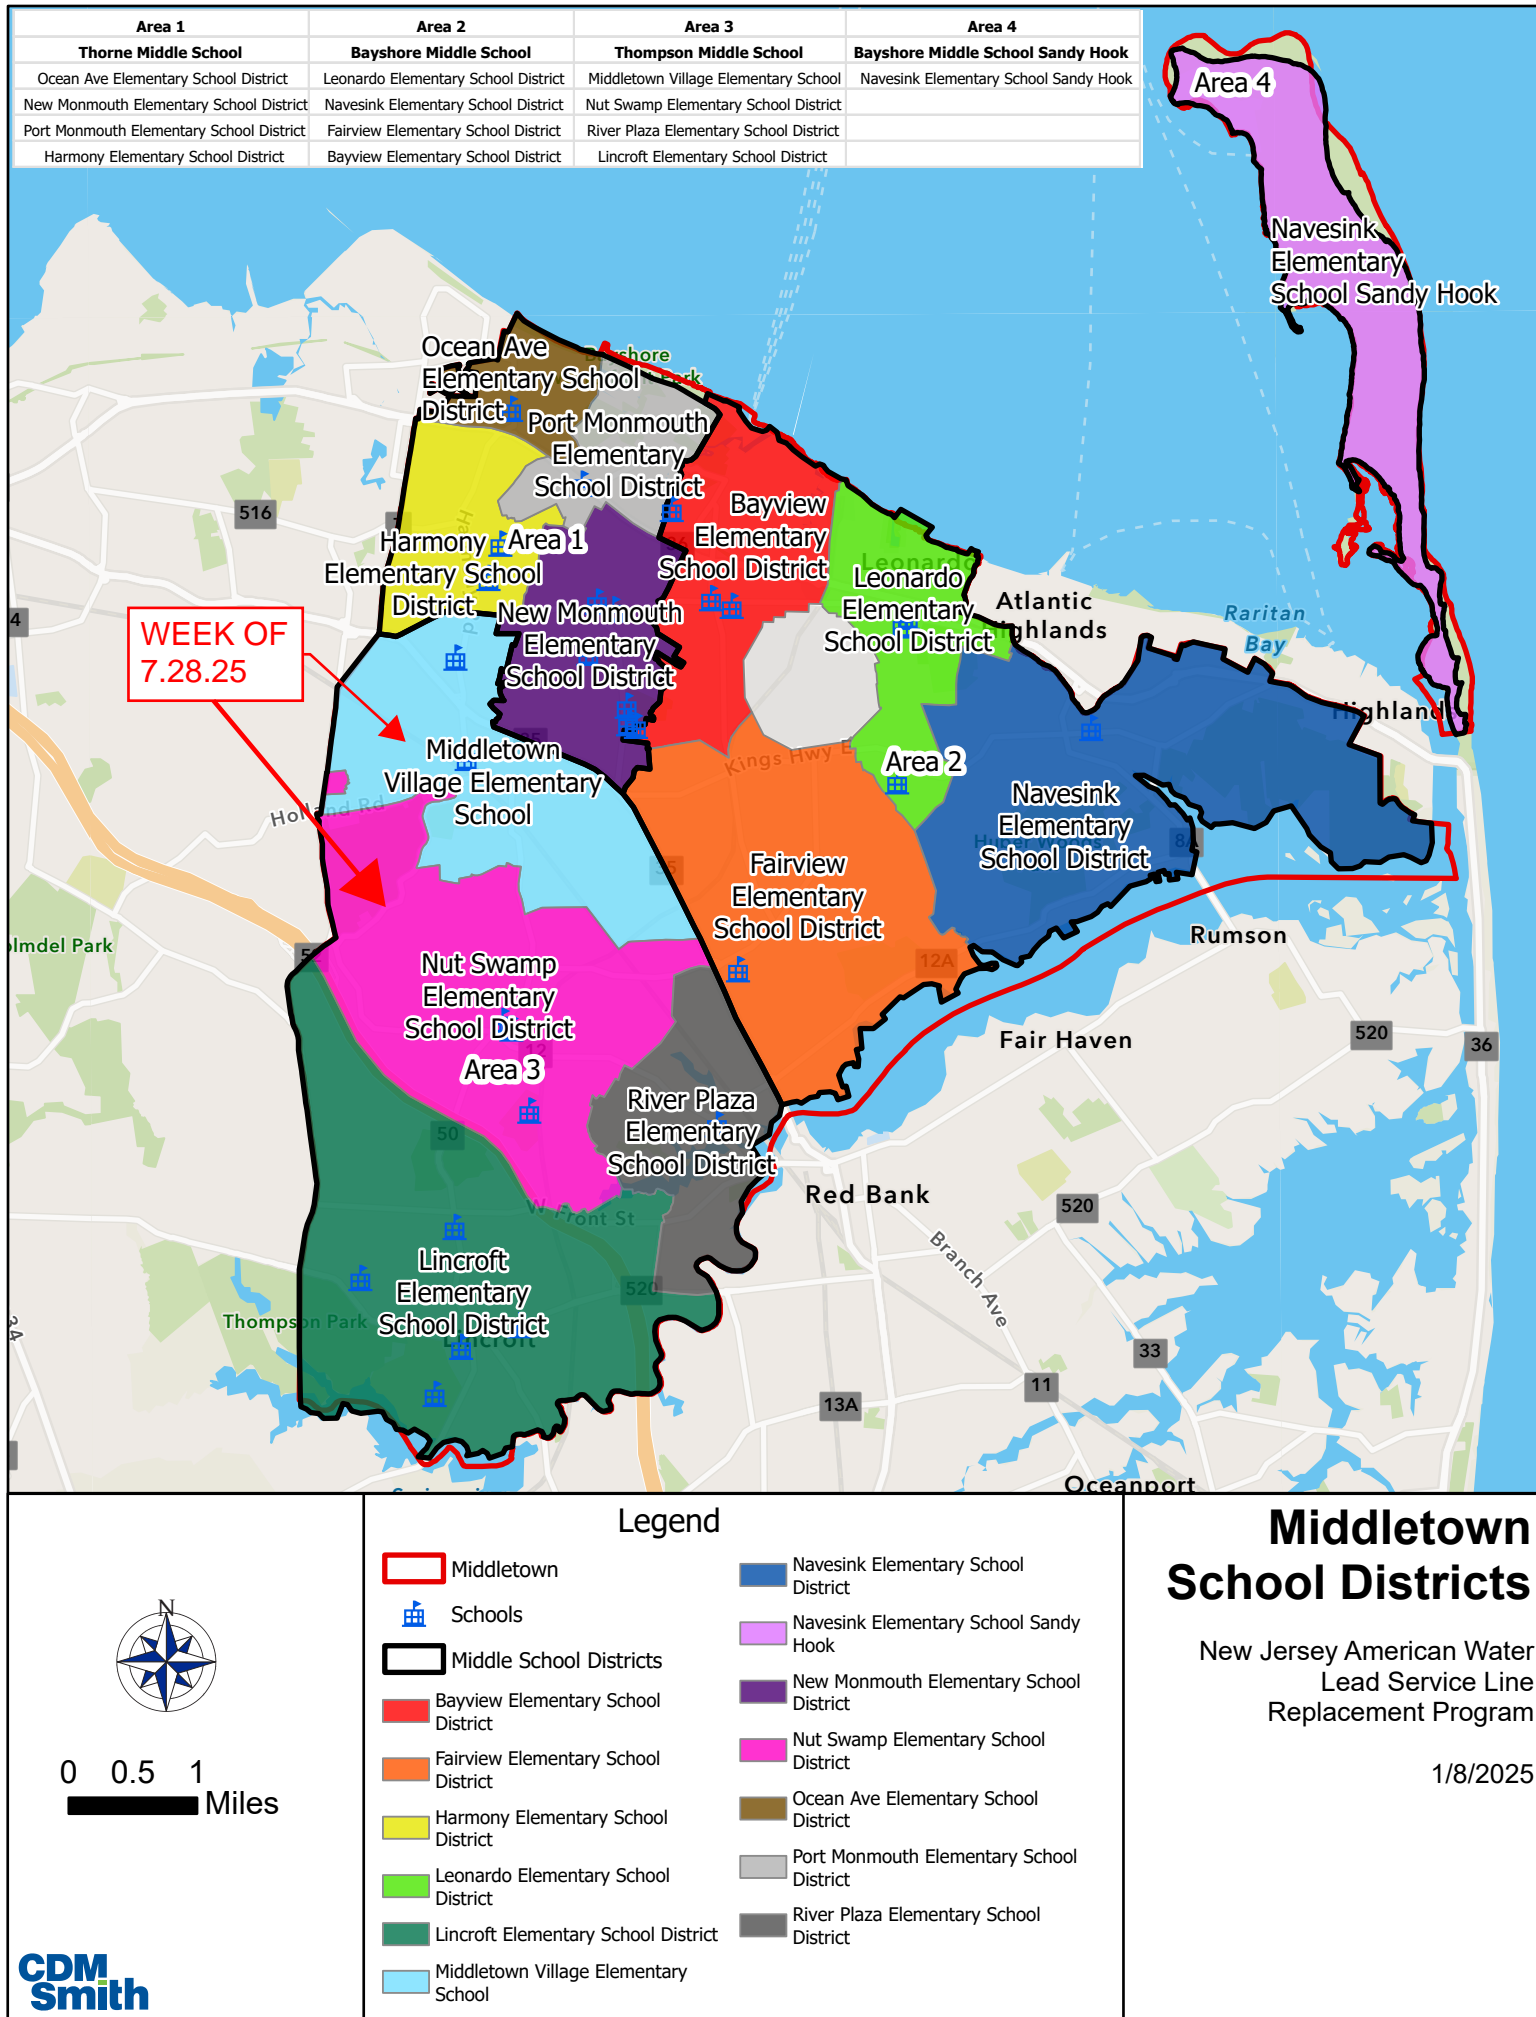 Area 1 Area 2 Area 3 Area 4
Thorne Middle School Bayshore Middle School Thompson Middle School Bayshore Middle School Sandy Hook
Ocean Ave Elementary School District Leonardo Elementary School District Middletown Village Elementary School Navesink Elementary School Sandy Hook
New Monmouth Elementary School District Navesink Elementary School District Nut Swamp Elementary School District
Port Monmouth Elementary School District Fairview Elementary School District River Plaza Elementary School District
Harmony Elementary School District Bayview Elementary School District Lincroft Elementary School District
Area 4
Navesink
Elementary
School Sandy Hook
Ocean Ave
Elementary School
District
Port Monmouth
Elementary
School District
Bayview
Elementary
School District
516
Harmony
Elementary School
District
Area 1
Leonardo
Leonardo
Elementary
School District
Atlantic
Highlands
Raritan
Bay
WEEK OF
7.28.25
New Monmouth
Elementary
School District
Highlands
Middletown
Village Elementary
School
Kings Hwy E
Area 2
Holland Rd
Navesink
Elementary
School District
Huber Woods
8A
Fairview
Elementary
School District
35
Rumson
12A
Nut Swamp
Elementary
School District
Area 3
12
Fair Haven
520
36
River Plaza
Elementary
School District
50
Red Bank
520
W Front St
Branch Ave
Lincroft
Elementary
School District
520
Thompson Park
Lincroft
34
33
11
13A
Oceanport
N
0 0.5 1
Miles
CDM
Smith
Legend
Middletown
Schools
Middle School Districts
Bayview Elementary School
District
Fairview Elementary School
District
Harmony Elementary School
District
Leonardo Elementary School
District
Lincroft Elementary School District
Middletown Village Elementary
School
Navesink Elementary School
District
Navesink Elementary School Sandy
Hook
New Monmouth Elementary School
District
Nut Swamp Elementary School
District
Ocean Ave Elementary School
District
Port Monmouth Elementary School
District
River Plaza Elementary School
District
Middletown
School Districts
New Jersey American Water
Lead Service Line
Replacement Program
1/8/2025